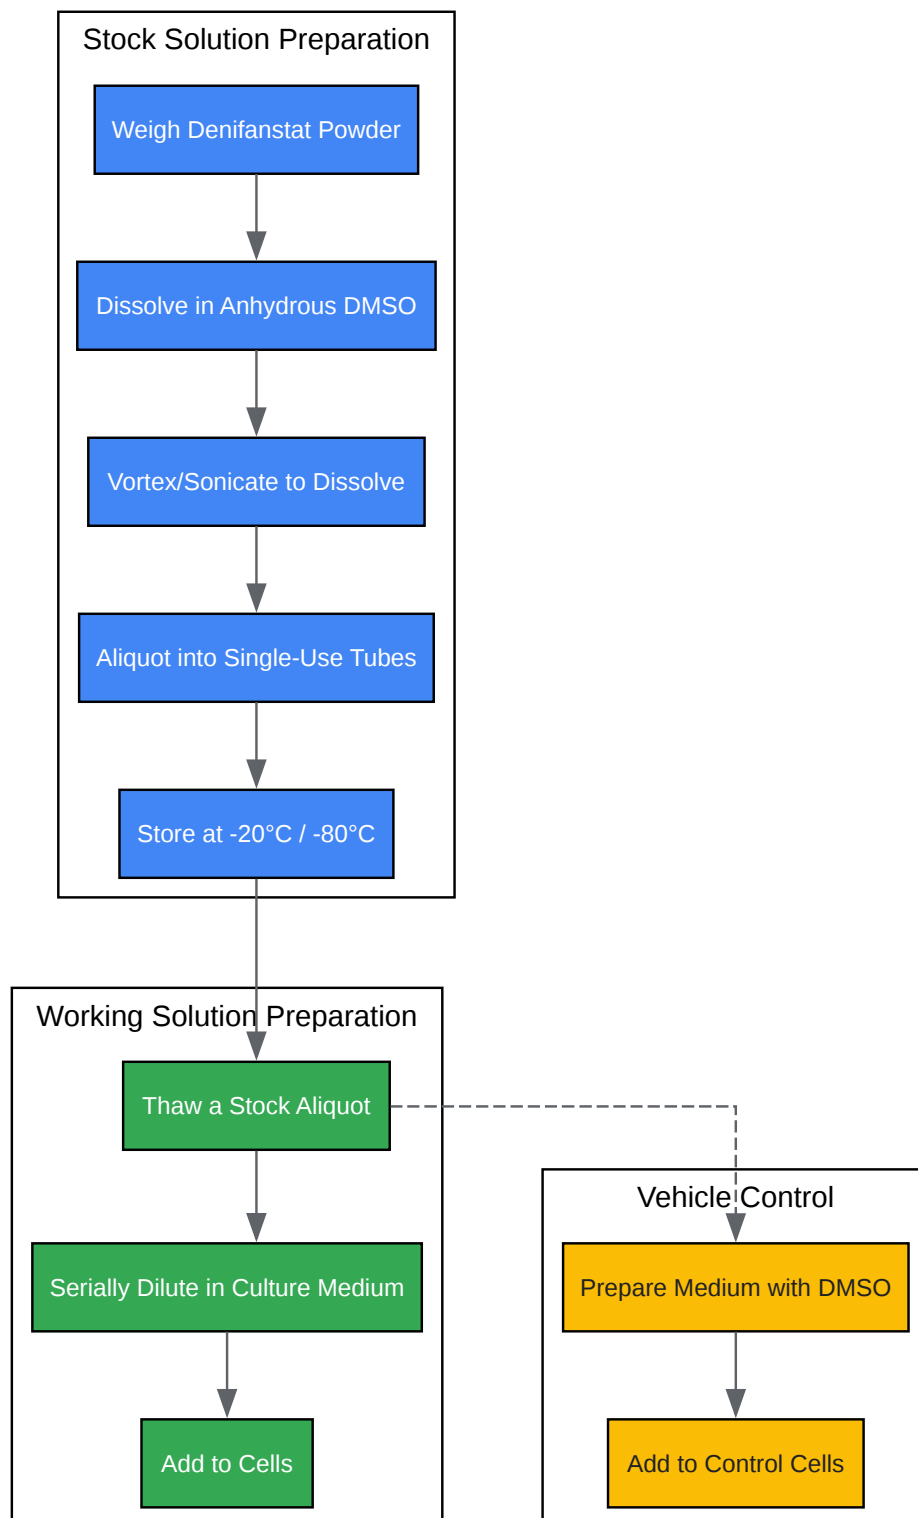 Stock Solution Preparation
Weigh Denifanstat Powder
Dissolve in Anhydrous DMSO
Vortex/Sonicate to Dissolve
Aliquot into Single-Use Tubes
Store at -20°C / -80°C
Working Solution Preparation
Thaw a Stock Aliquot
Serially Dilute in Culture Medium
Add to Cells
Vehicle Control
Prepare Medium with DMSO
Add to Control Cells